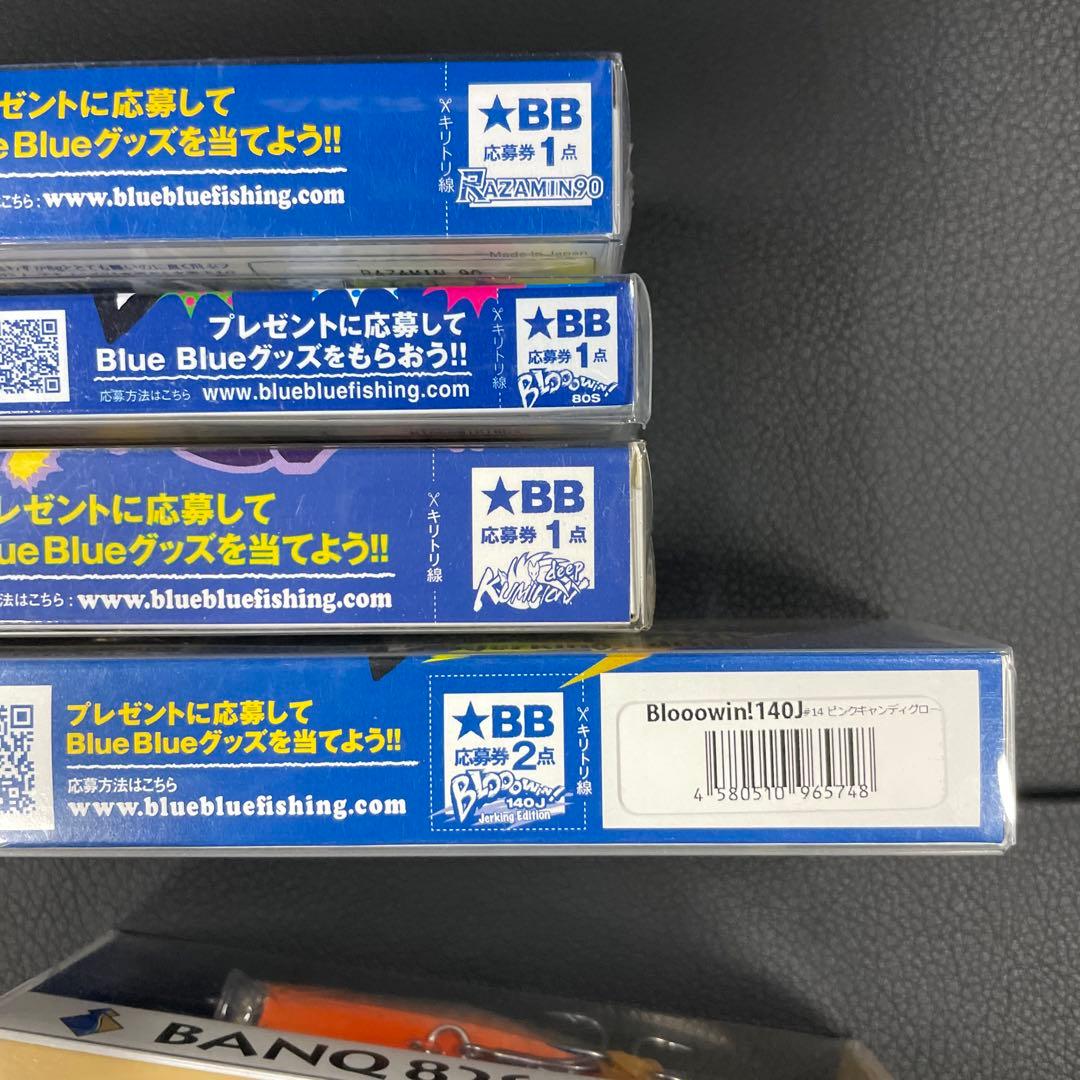 ゼントに応募して
e Blueグッズを当てよう!!
こちら：www.bluebluefishing.com
キリトリ線
★BB
応募券1点
RAZAMIN90
Made in Japan
RAZAMIN 90
プレゼントに応募して
Blue Blueグッズをもらおう!!
応募方法はこちら www.bluebluefishing.com
キリトリ線
★BB
応募券1点
Blooowin!
80S
レゼントに応募して
ue Blueグッズを当てよう!!
法はこちら：www.bluebluefishing.com
キリトリ線
★BB
応募券1点
Kumihon deep
プレゼントに応募して
Blue Blueグッズを当てよう!!
応募方法はこちら
www.bluebluefishing.com
★BB
応募券2点
Blooowin!
140J
Jerking Edition
キリトリ線
Blooowin!140J#14 ピンクキャンディグロー
4 580510 965748
BANQ 82